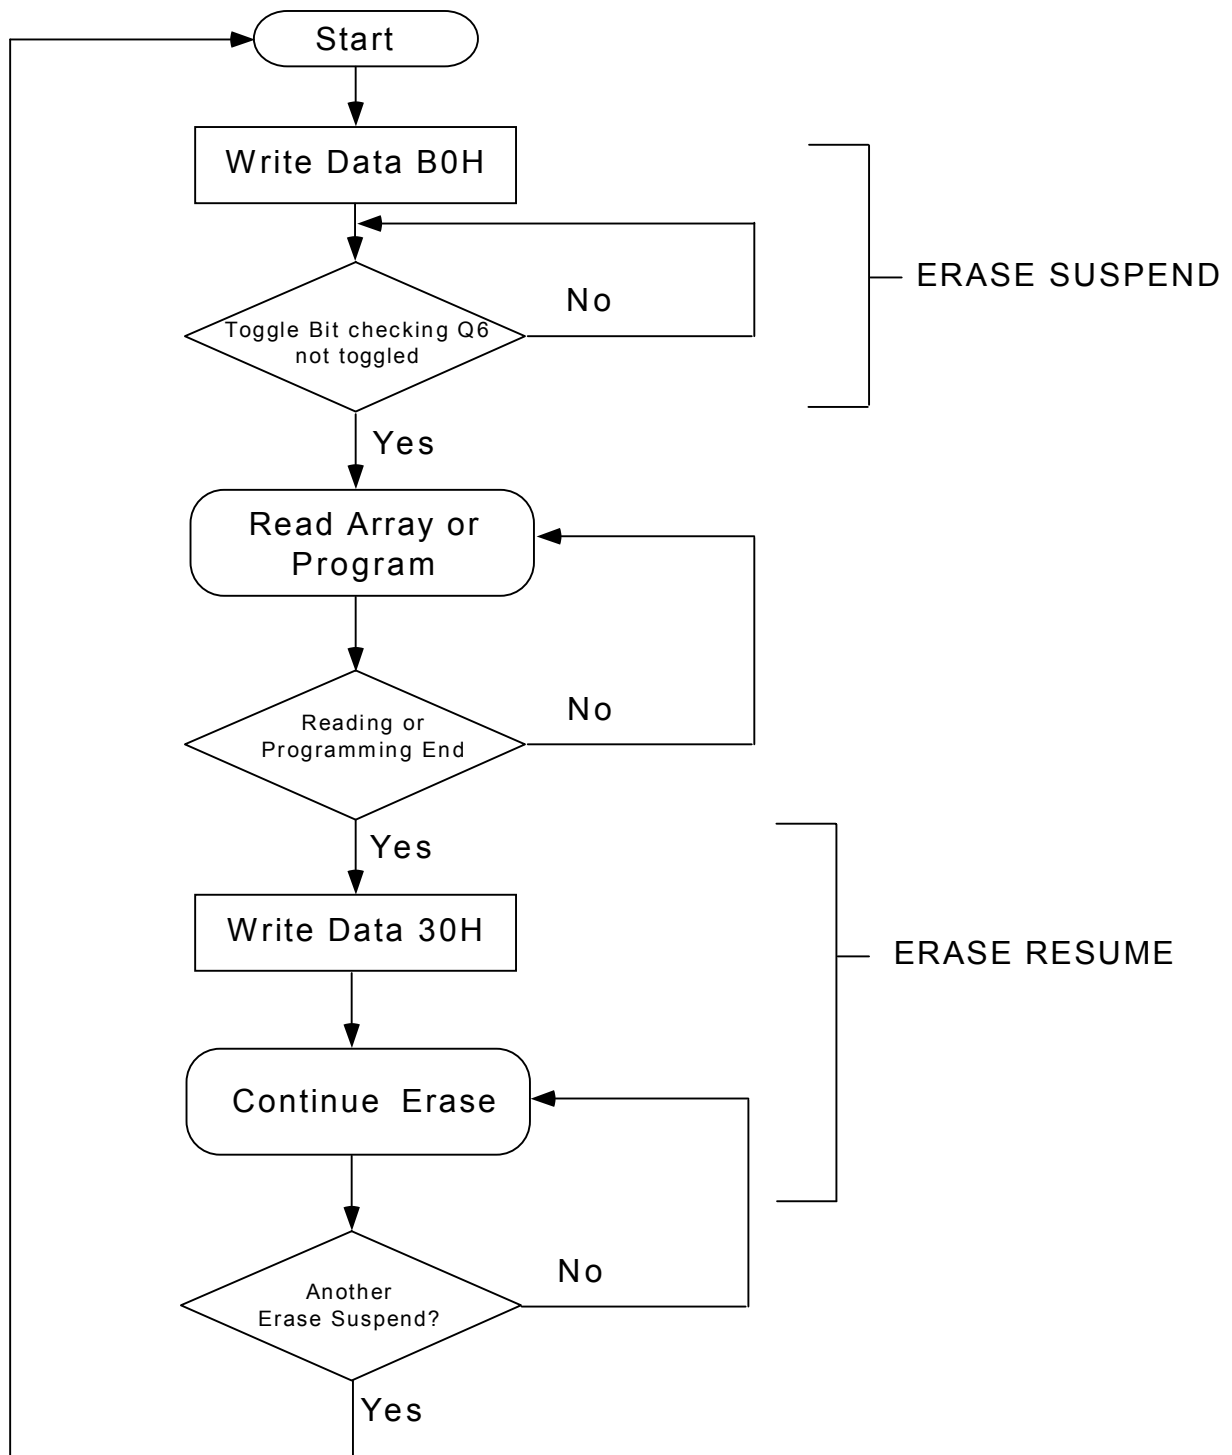 Start
Write Data B0H
ERASE SUSPEND
No
Toggle Bit checking Q6
not toggled
Yes
Read Array or
Program
No
Reading or
Programming End
Yes
Write Data 30H
ERASE RESUME
Continue Erase
No
Another
Erase Suspend?
Yes